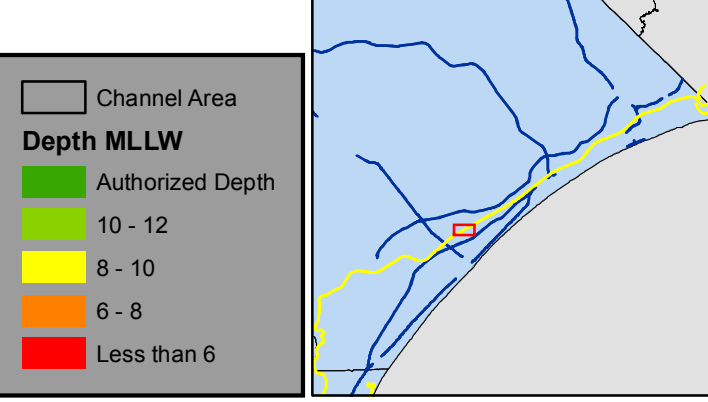 Channel Area
Depth MLLW
Authorized Depth
10 - 12
8 - 10
6 - 8
Less than 6